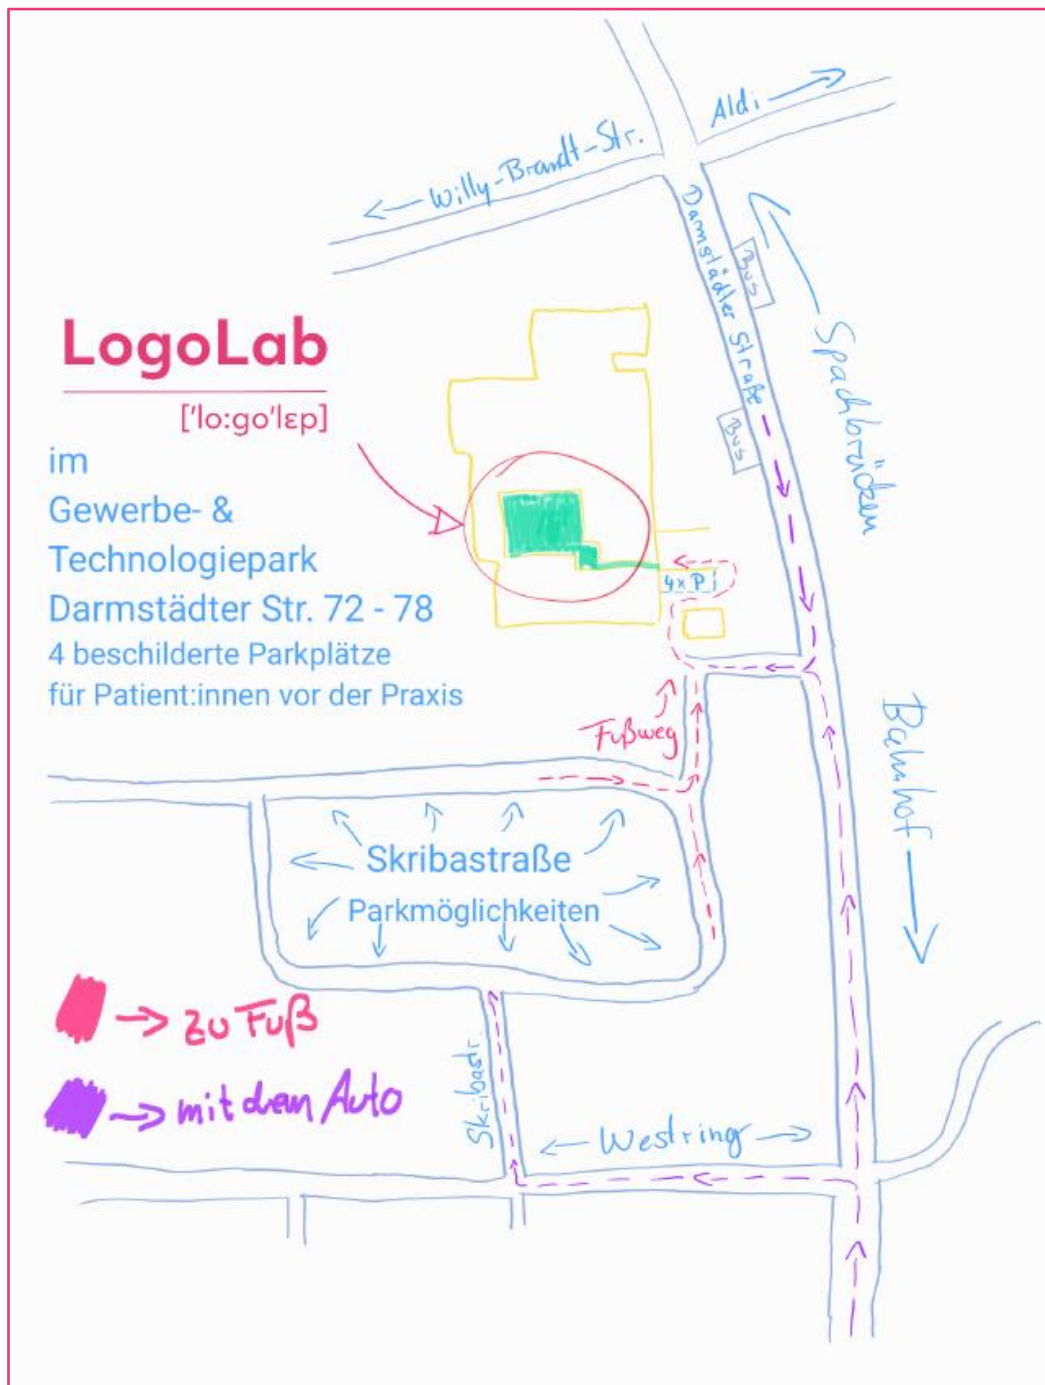 Aldi
Willy-Brandt-Str.
Darmstädter Straße
Bus
Spachbrücken
LogoLab
['lo:go'lɛp]
Bus
im
Gewerbe- &
Technologiepark
Darmstädter Str. 72 - 78
4 beschilderte Parkplätze
für Patient:innen vor der Praxis
4x P
Fußweg
Bahnhof
Skribastraße
Parkmöglichkeiten
zu Fuß
mit dem Auto
Skribastr.
Westring